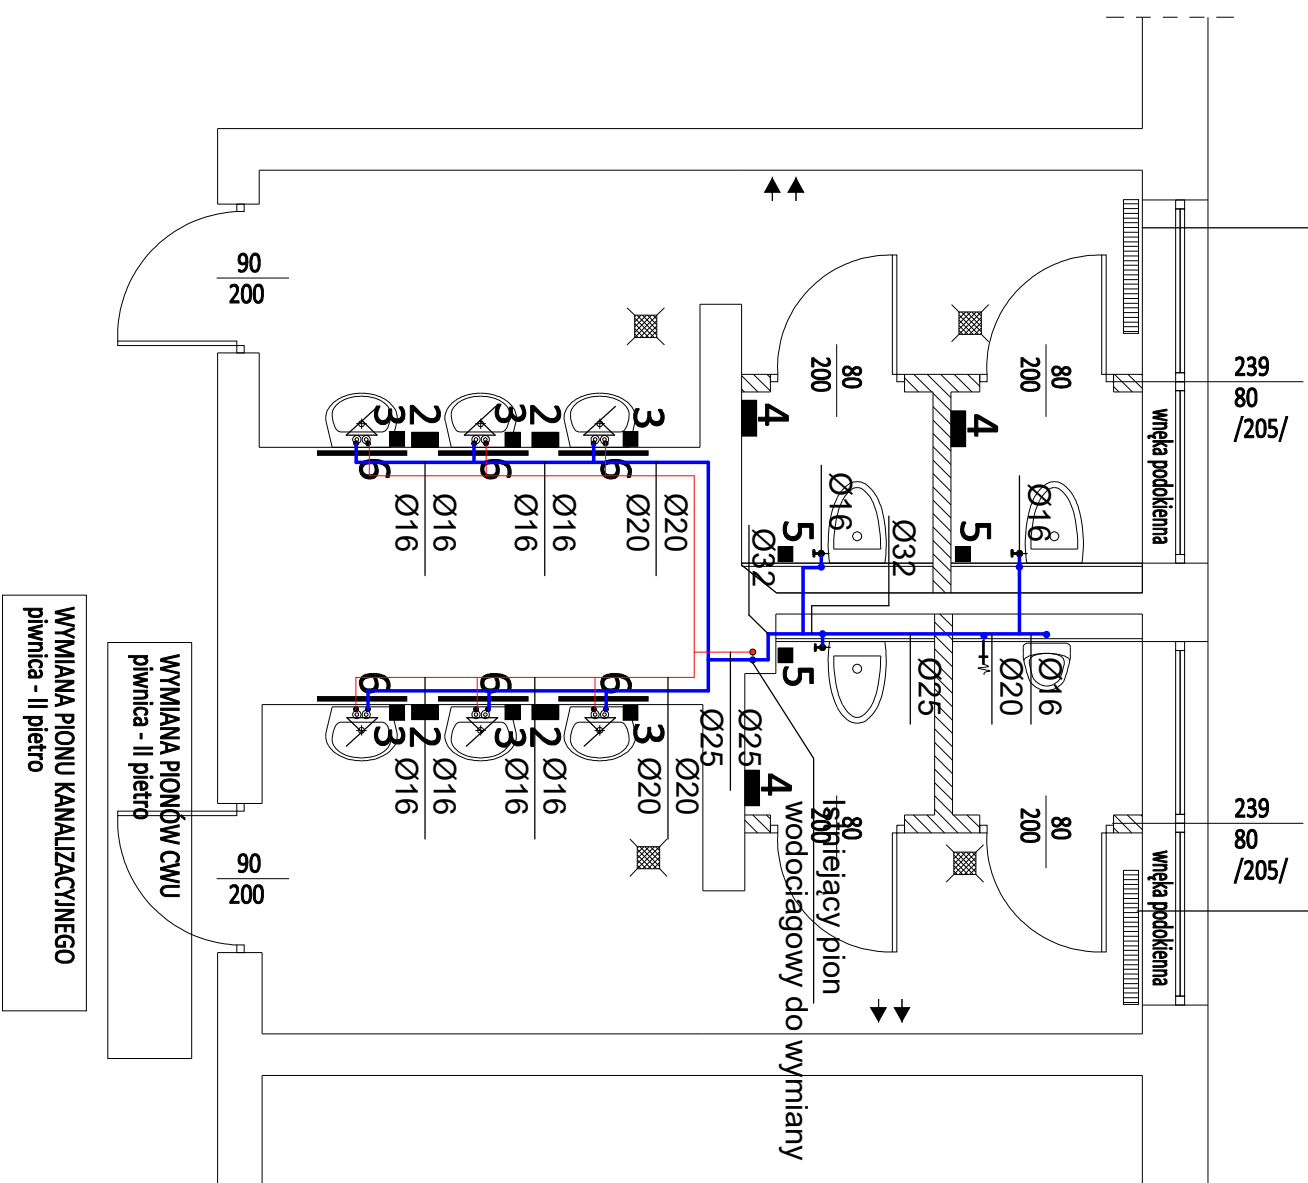 239
80
/205/
wnęka podokienna
239
80
/205/
wnęka podokienna
80
200
80
200
80
200
80
200
90
200
90
200
4
4
4
5
5
5
Ø16
Ø16
Ø32
Ø32
Ø16
Ø20
Ø25
Ø25
Ø25
3
2
3
2
3
6
6
6
Ø20
Ø20
Ø16
Ø16
Ø16
Ø16
6
6
6
3
2
3
2
3
Ø20
Ø20
Ø16
Ø16
Ø16
Ø16
Istniejący pion
wodociągowy do wymiany
WYMIANA PIONÓW CWU
piwnica - II pietro
WYMIANA PIONU KANALIZACYJNEGO
piwnica - II pietro